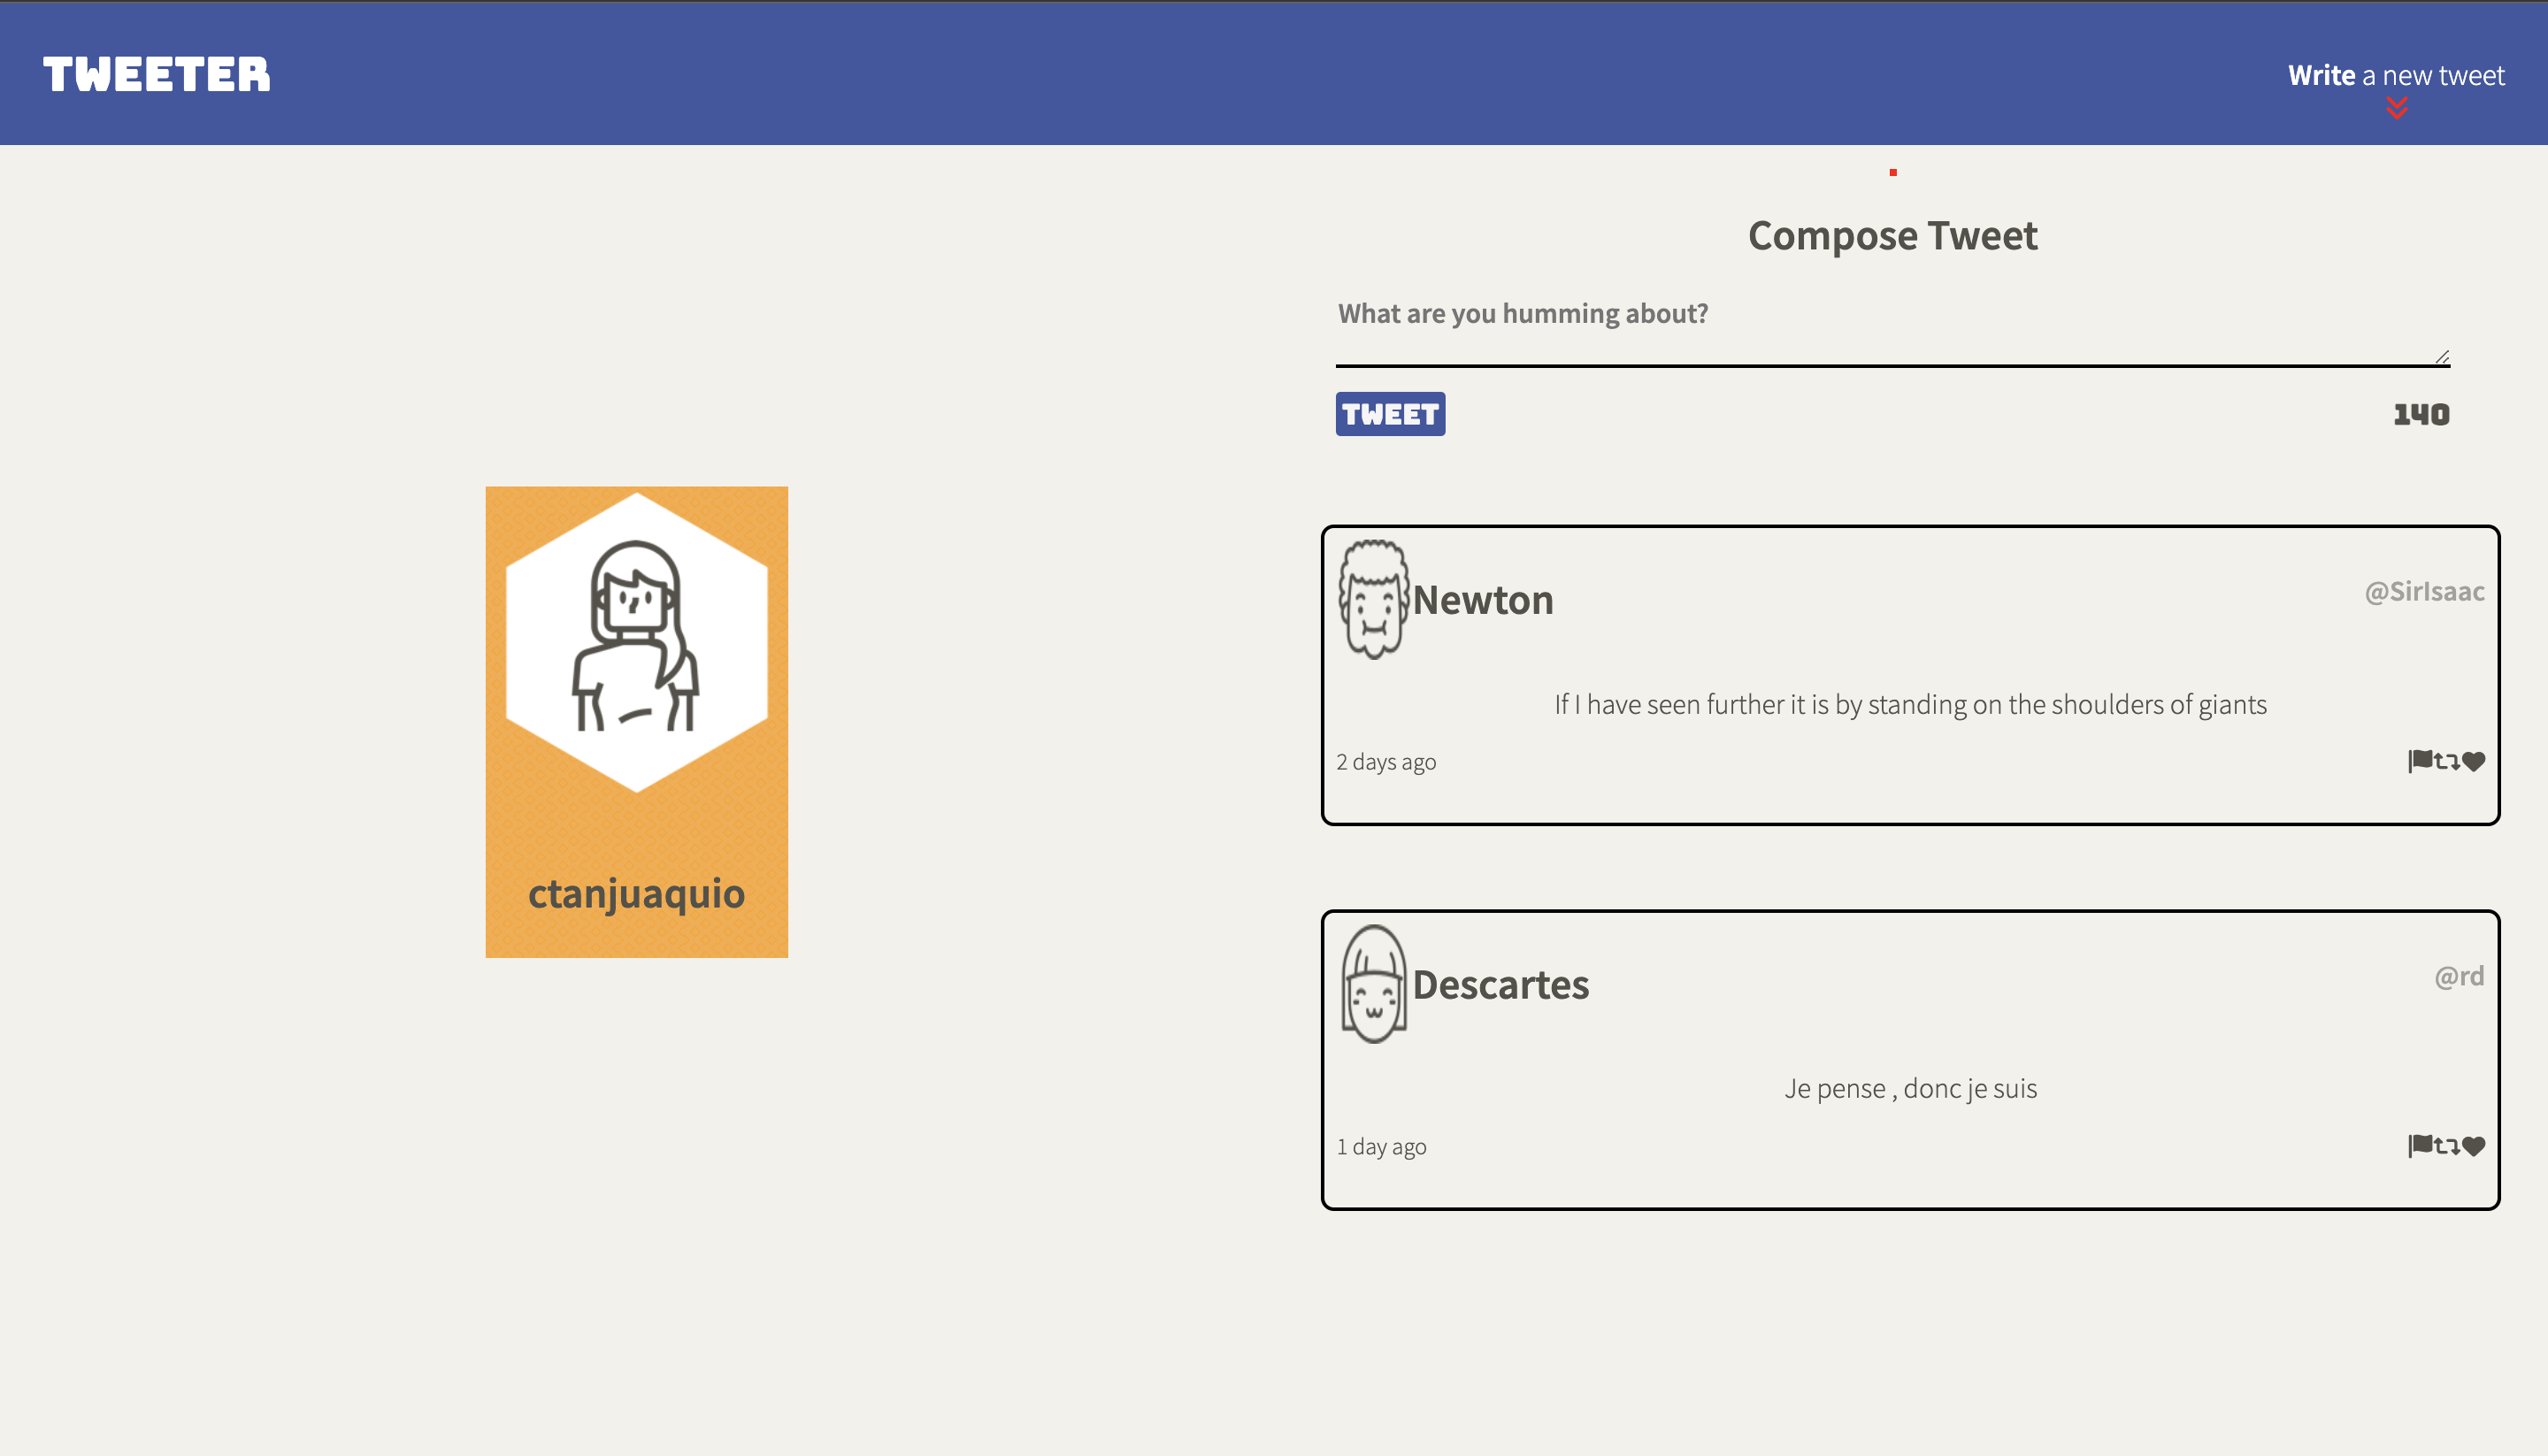 TWEETER
Write a new tweet
Compose Tweet
What are you humming about?
TWEET
140
ctanjuaquio
Newton
@SirIsaac
If I have seen further it is by standing on the shoulders of giants
2 days ago
Descartes
@rd
Je pense , donc je suis
1 day ago